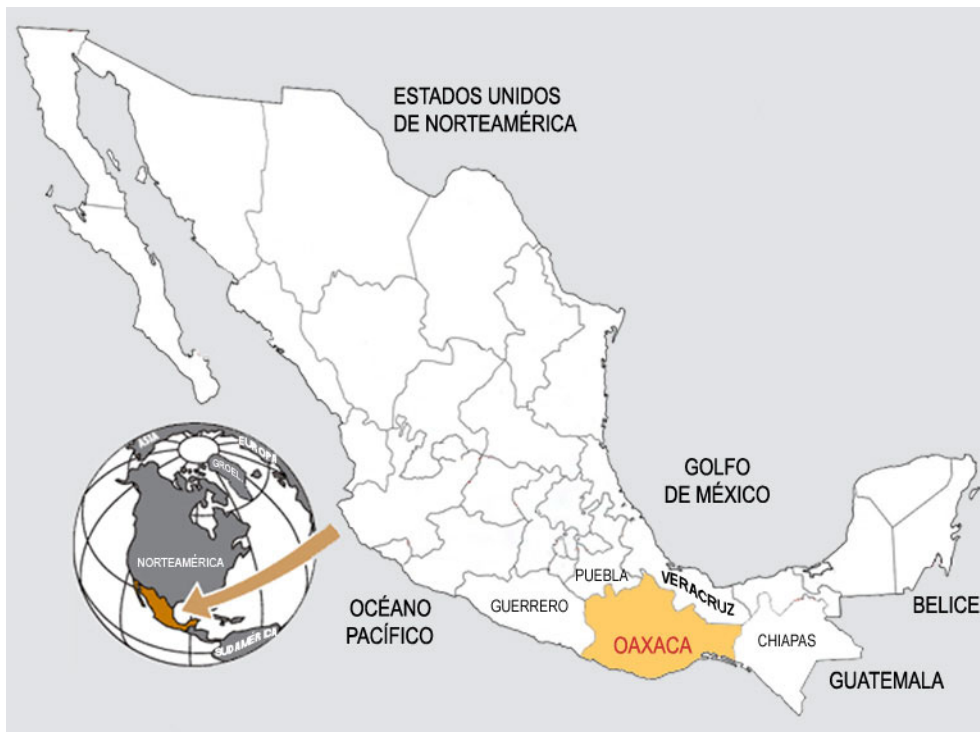 ESTADOS UNIDOS
DE NORTEAMÉRICA
GOLFO
DE MÉXICO
ASIA
EUROPA
GROEL
NORTEAMÉRICA
SUDAMÉRICA
OCÉANO
PACÍFICO
PUEBLA
VERACRUZ
GUERRERO
OAXACA
CHIAPAS
BELICE
GUATEMALA